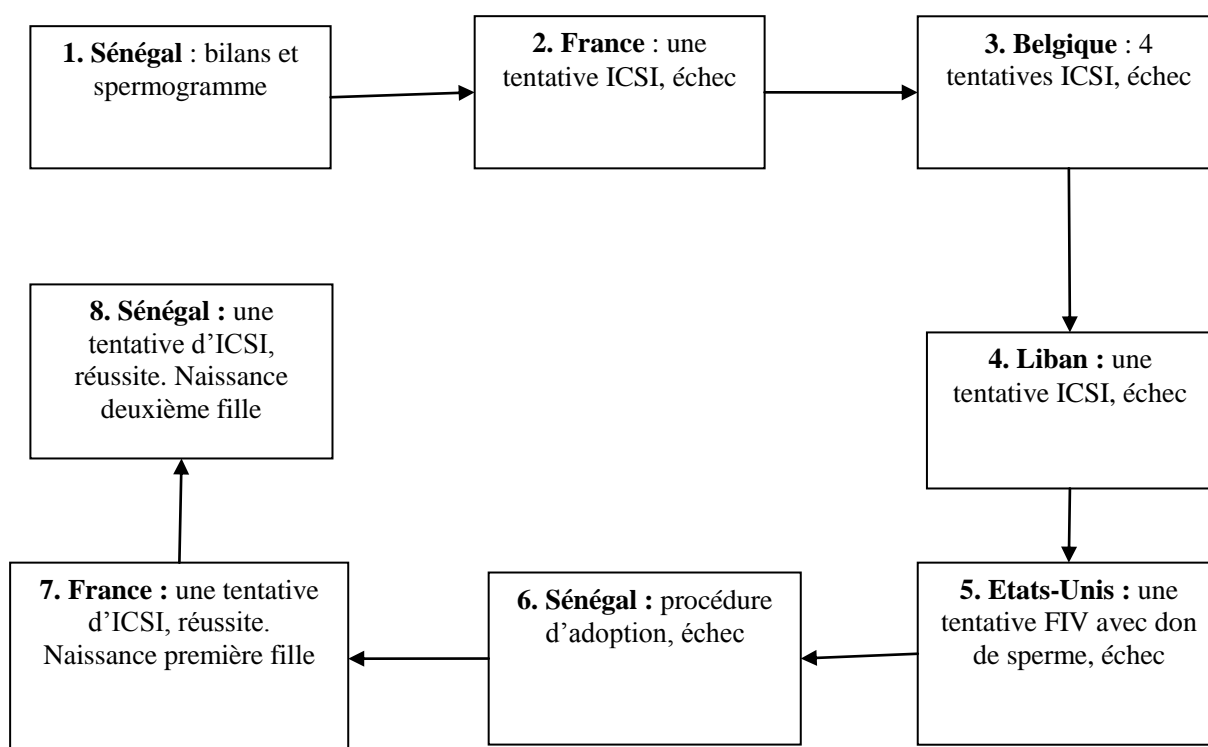 1. Sénégal : bilans et
spermogramme
2. France : une
tentative ICSI, échec
3. Belgique : 4
tentatives ICSI, échec
4. Liban : une
tentative ICSI, échec
5. Etats-Unis : une
tentative FIV avec don
de sperme, échec
6. Sénégal : procédure
d’adoption, échec
7. France : une tentative
d’ICSI, réussite.
Naissance première fille
8. Sénégal : une
tentative d’ICSI,
réussite. Naissance
deuxième fille